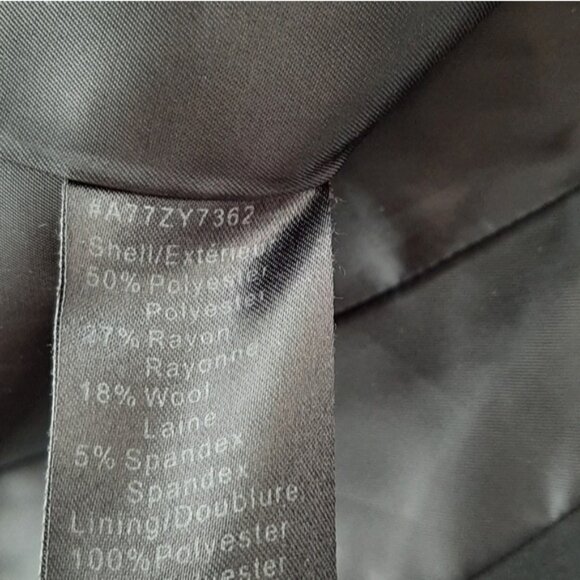 #A77ZY7362
Shell/Extérieur
50% Polyester
Polyester
27% Rayon
Rayonne
18% Wool
Laine
5% Spandex
Spandex
Lining/Doublure
100% Polyester
Polyester